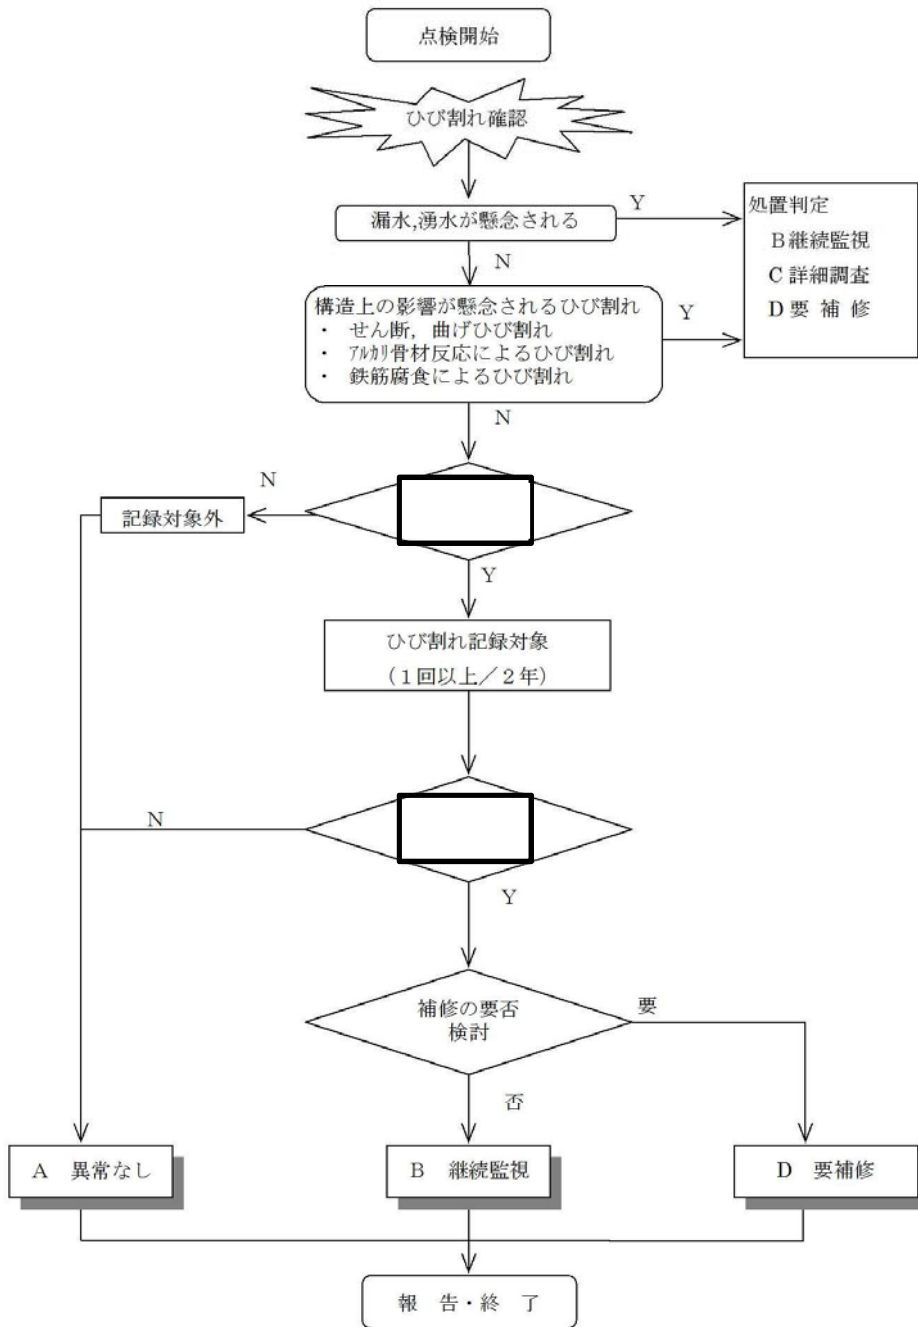 点検開始
ひび割れ確認
漏水,湧水が懸念される
Y
処置判定
B継続監視
C詳細調査
D要 補 修
N
構造上の影響が懸念されるひび割れ
・ せん断，曲げひび割れ
・ ｱﾙｶﾘ骨材反応によるひび割れ
・ 鉄筋腐食によるひび割れ
Y
N
N
記録対象外
Y
ひび割れ記録対象
（１回以上／２年）
N
Y
補修の要否
検討
要
否
A 異常なし
B 継続監視
D 要補修
報 告・終 了